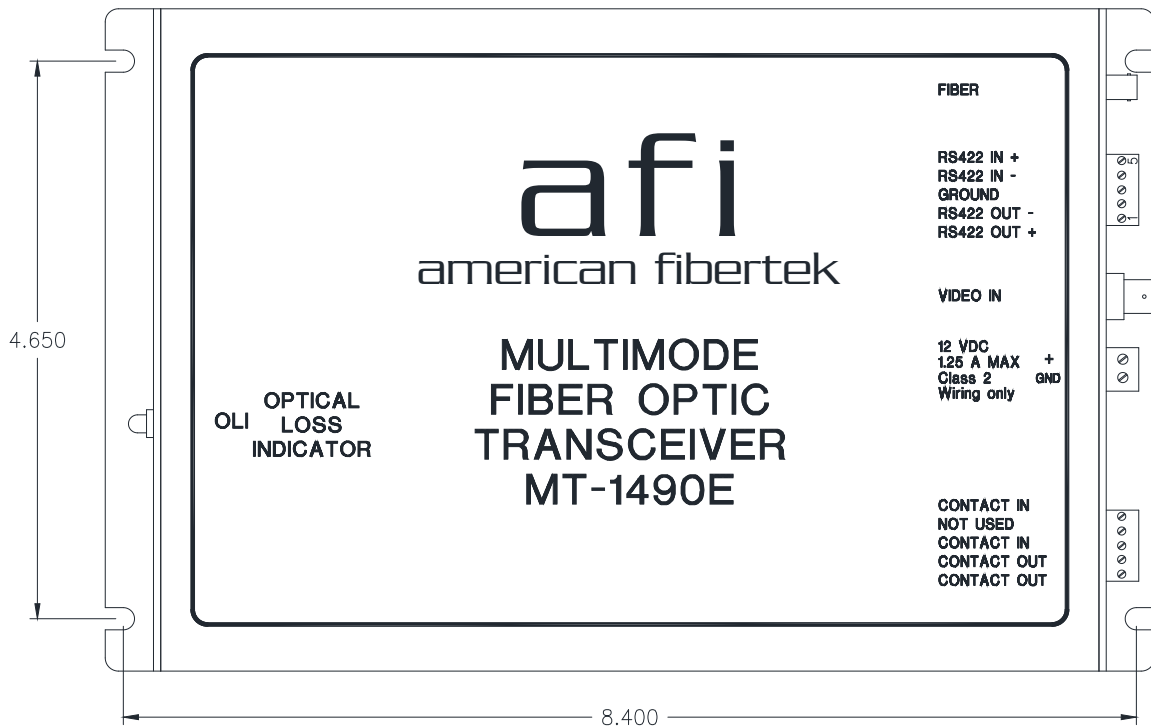 afi
american fibertek
MULTIMODE
FIBER OPTIC
TRANSCEIVER
MT-1490E
OLI
OPTICAL
LOSS
INDICATOR
FIBER
RS422 IN +
RS422 IN -
GROUND
RS422 OUT -
RS422 OUT +
5
1
VIDEO IN
12 VDC
1.25 A MAX +
Class 2 GND
Wiring only
CONTACT IN
NOT USED
CONTACT IN
CONTACT OUT
CONTACT OUT
4.650
8.400